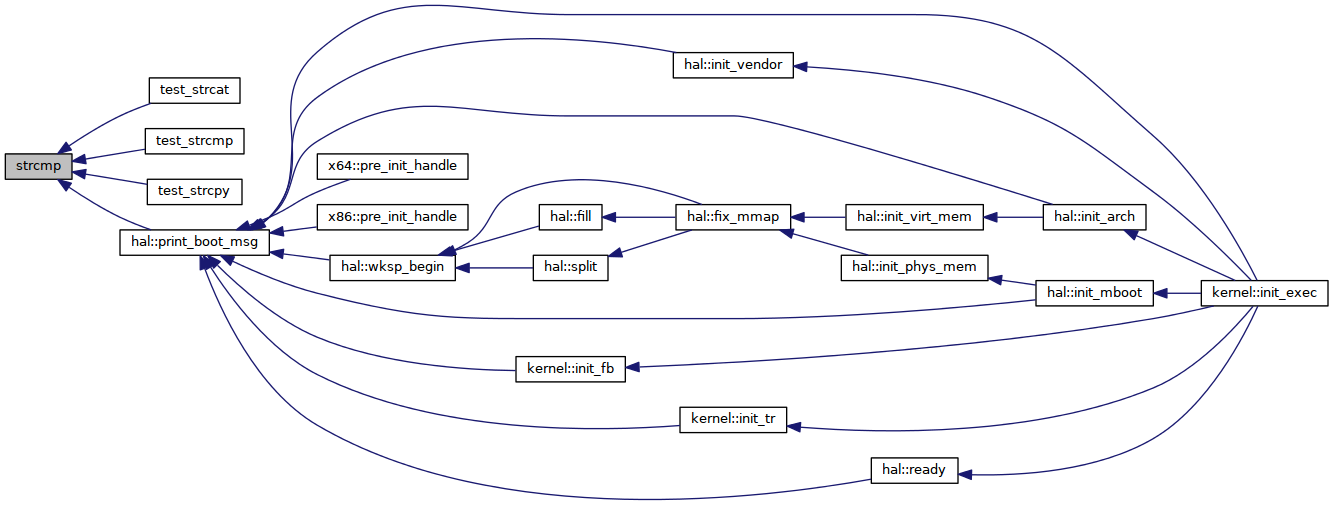 strcmp
test_strcat
test_strcmp
test_strcpy
hal::print_boot_msg
x64::pre_init_handle
x86::pre_init_handle
hal::wksp_begin
hal::fill
hal::split
hal::init_vendor
hal::fix_mmap
hal::init_virt_mem
hal::init_phys_mem
hal::init_arch
hal::init_mboot
kernel::init_exec
kernel::init_fb
kernel::init_tr
hal::ready